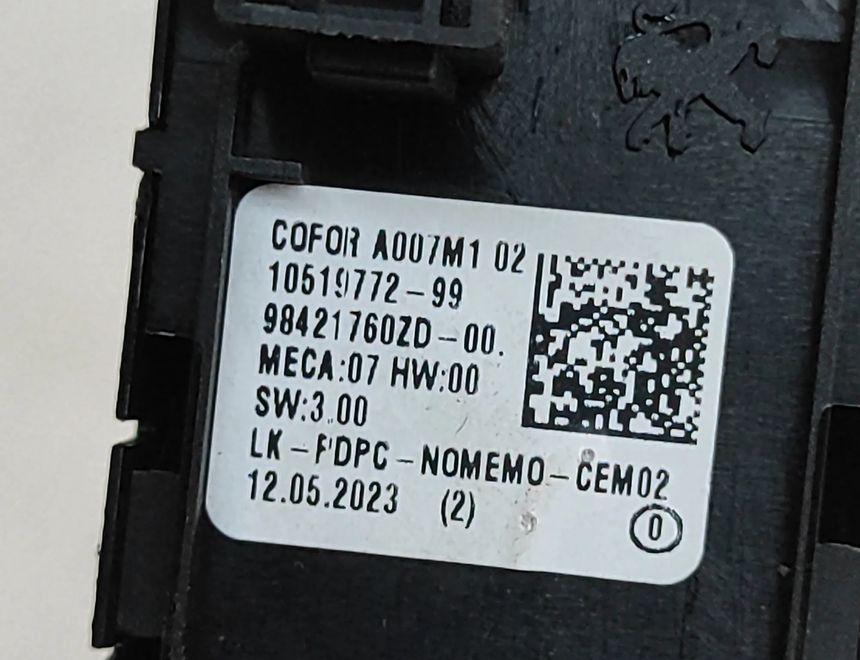 COFOR A007M1 02
10519772-99
98421760ZD-00.
MECA:07 HW:00
SW:3.00
LK-PDPC-NOMEMO-CEM02
12.05.2023 (2)
0